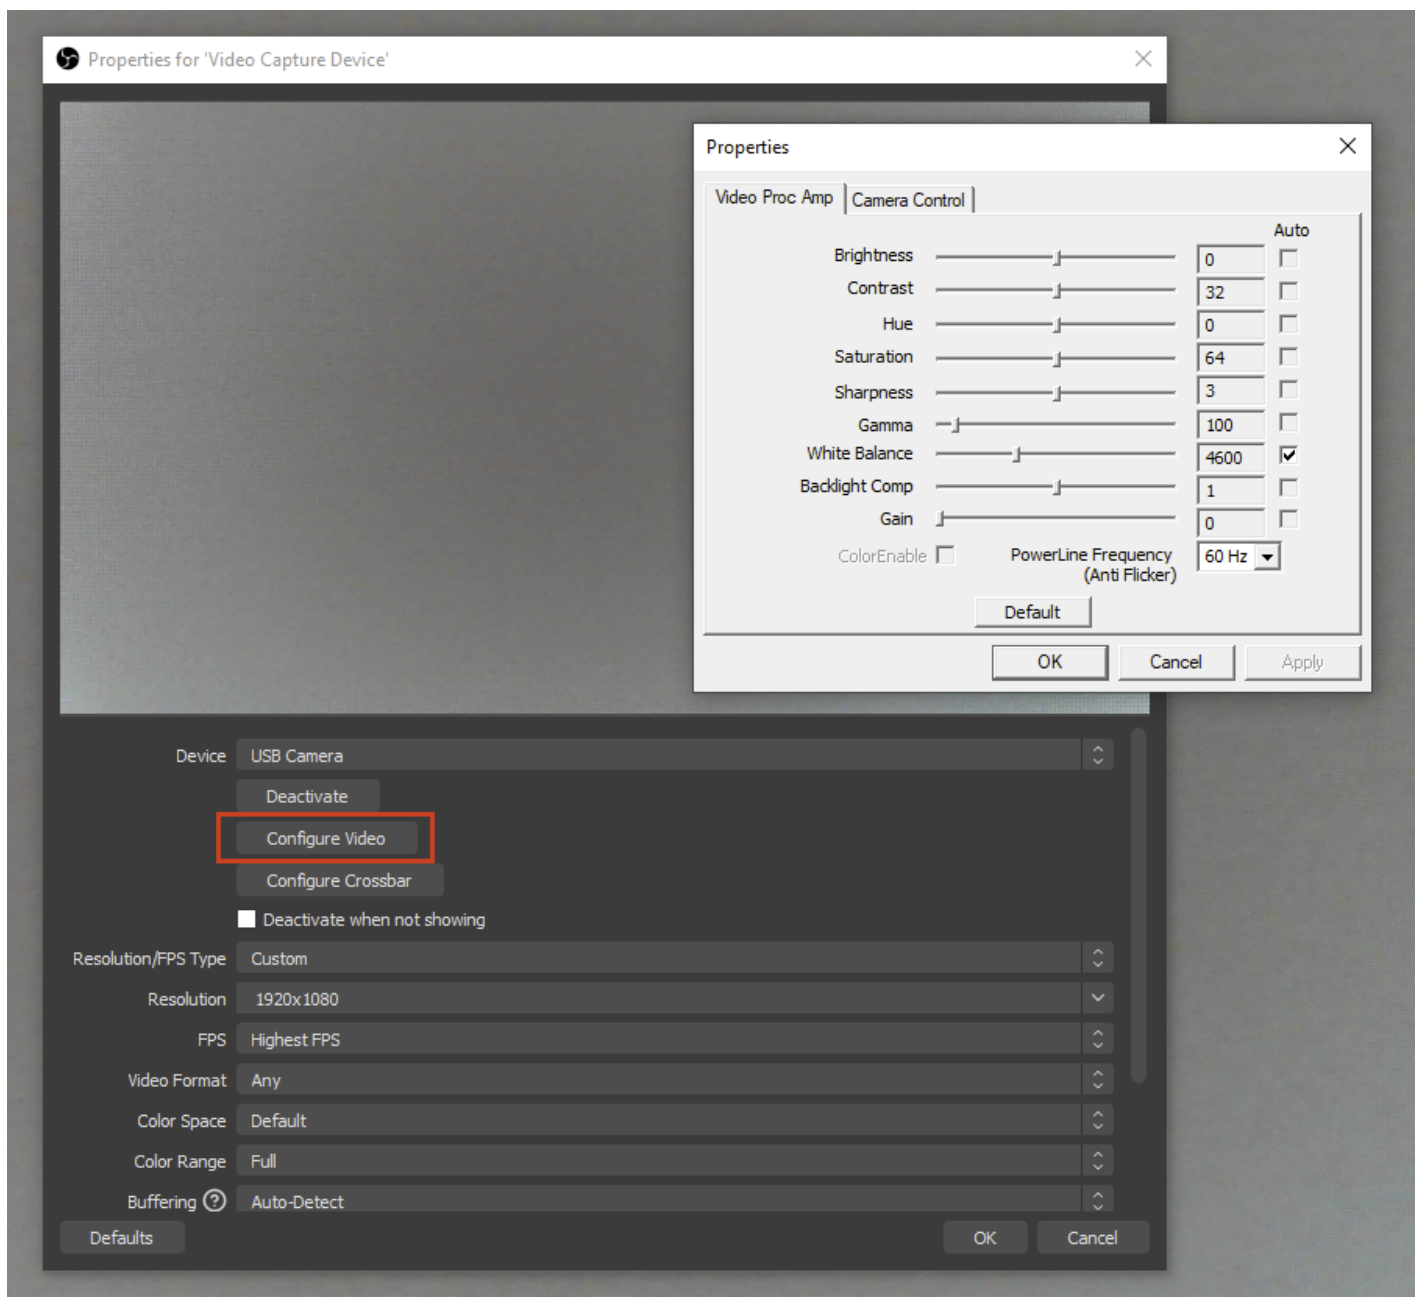 Properties for 'Video Capture Device'
Properties
Video Proc Amp
Camera Control
Auto
Brightness 0
Contrast 32
Hue 0
Saturation 64
Sharpness 3
Gamma 100
White Balance 4600
Backlight Comp 1
Gain 0
ColorEnable PowerLine Frequency 60 Hz
(Anti Flicker)
Default
OK Cancel Apply
Device USB Camera
Deactivate
Configure Video
Configure Crossbar
Deactivate when not showing
Resolution/FPS Type Custom
Resolution 1920x1080
FPS Highest FPS
Video Format Any
Color Space Default
Color Range Full
Buffering ? Auto-Detect
Defaults OK Cancel